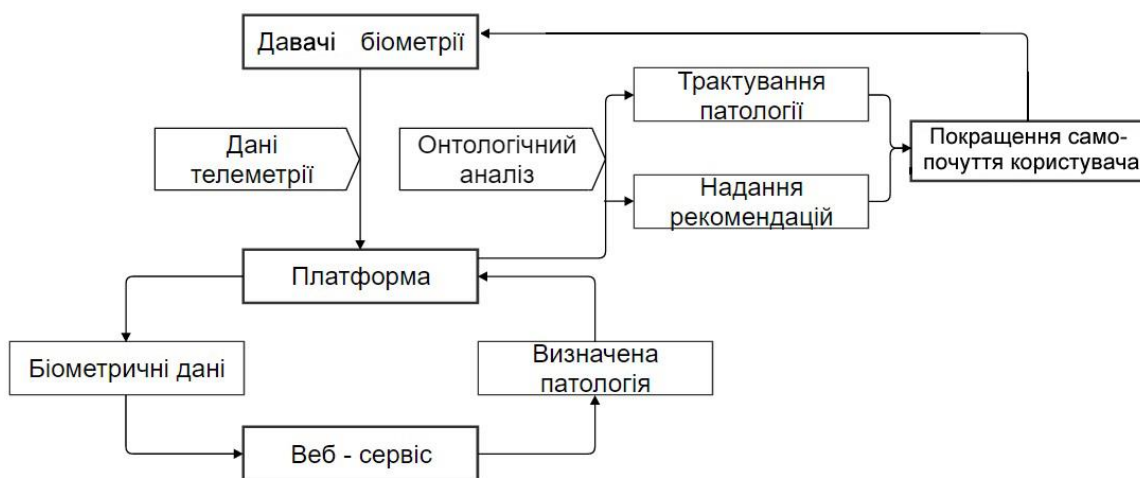 Давачі біометрії
Трактування
патології
Дані
телеметрії
Онтологічний
аналіз
Покращення само-
почуття користувача
Надання
рекомендацій
Платформа
Біометричні дані
Визначена
патологія
Веб - сервіс